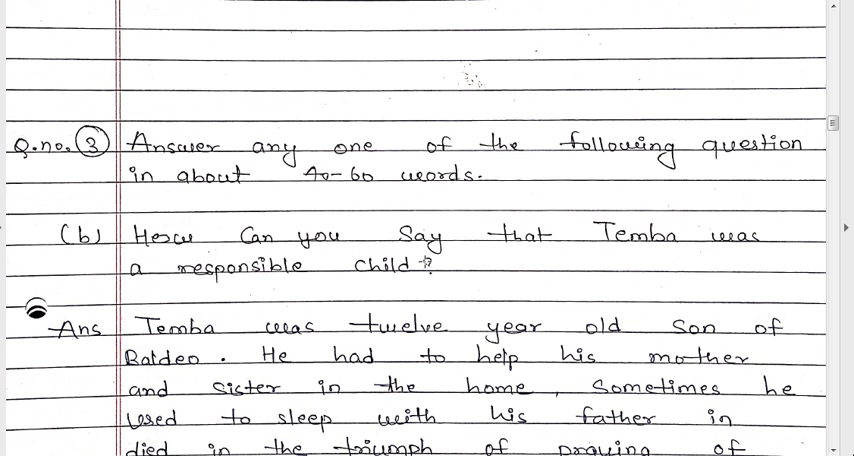 Q.no. 3 Answer any one of the following question
in about 40-60 words.
(b) How can you say that Temba was
a responsible child?
Ans Temba was twelve year old son of
Baldeo. He had to help his mother
and sister in the home, Sometimes he
used to sleep with his father in
died in the triumph of proving of